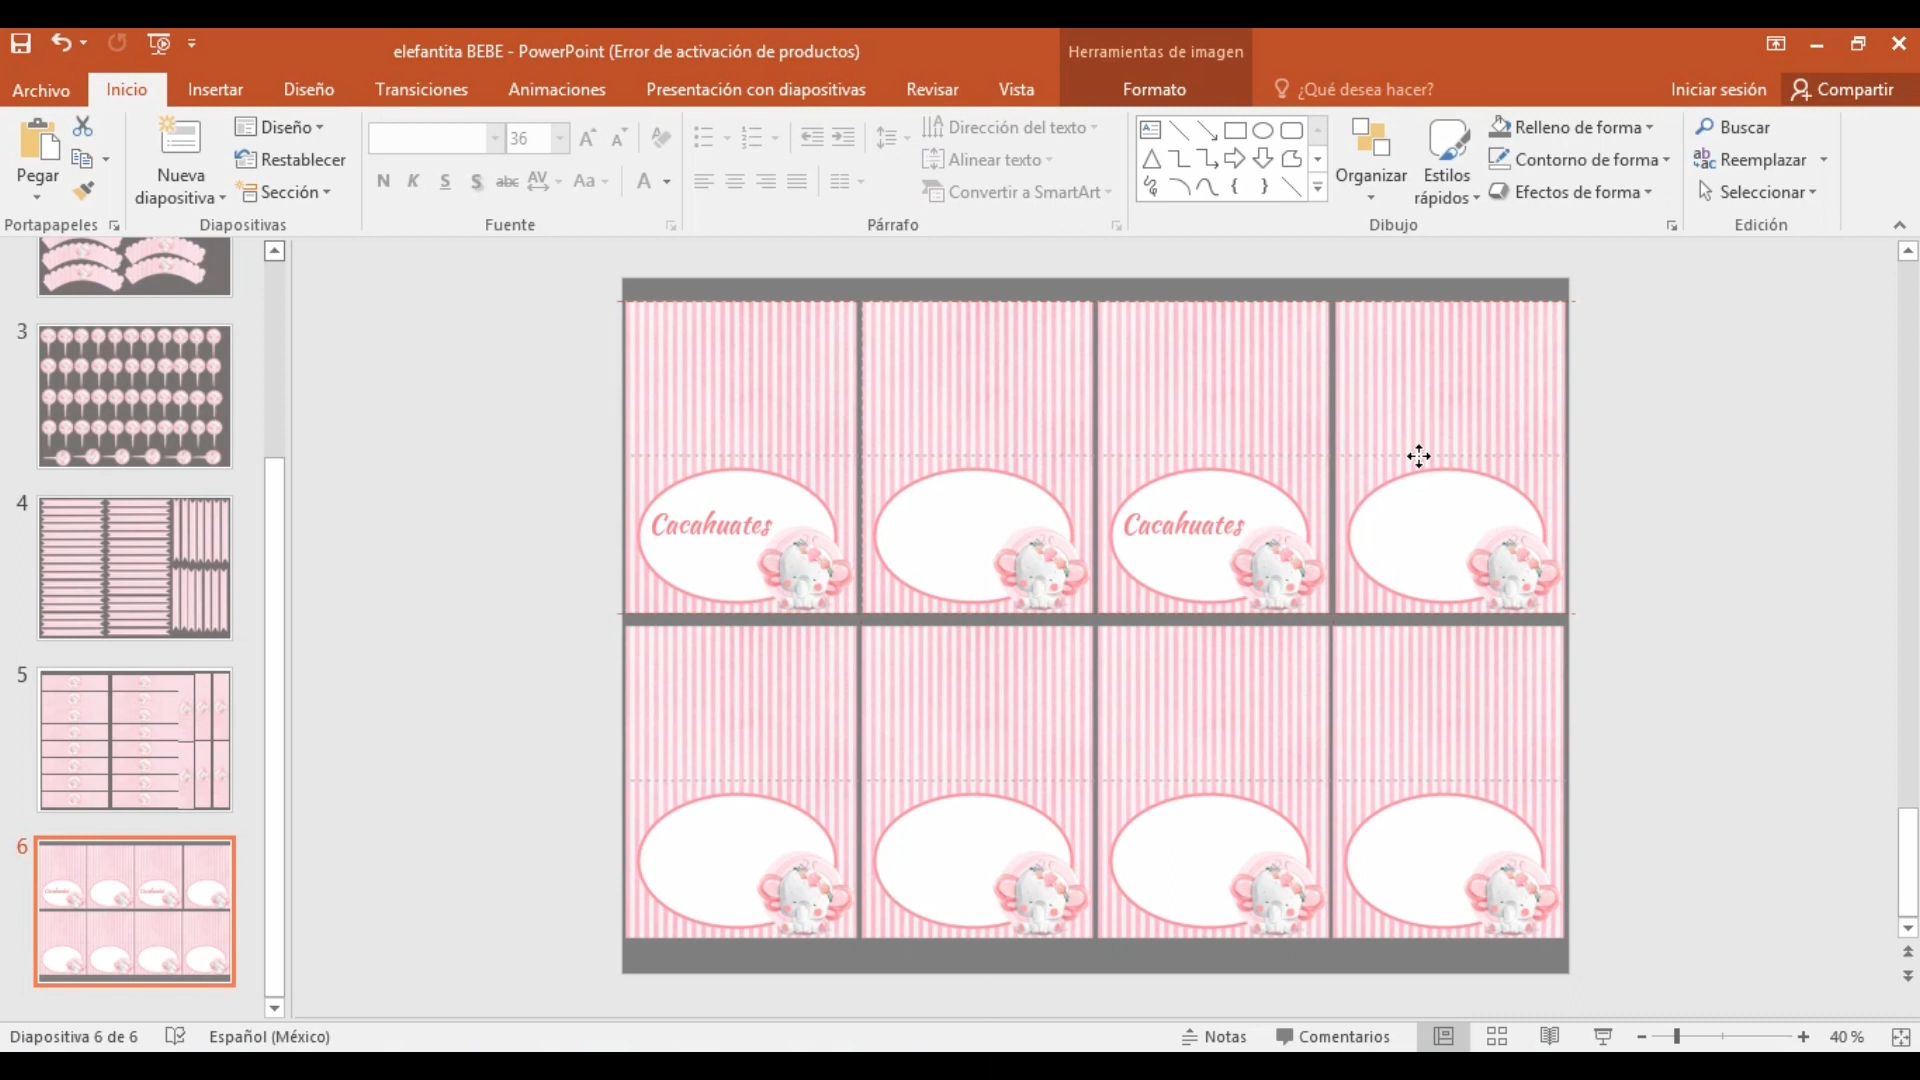 elefantita BEBE - PowerPoint (Error de activación de productos)
Herramientas de imagen
Archivo
Inicio
Insertar
Diseño
Transiciones
Animaciones
Presentación con diapositivas
Revisar
Vista
Formato
¿Qué desea hacer?
Iniciar sesión
Compartir
Pegar
Portapapeles
Nueva
diapositiva
Diseño
Restablecer
Sección
Diapositivas
36
N K S S abc AV Aa A
Fuente
Dirección del texto
Alinear texto
Convertir a SmartArt
Párrafo
Organizar
Estilos
rápidos
Relleno de forma
Contorno de forma
Efectos de forma
Dibujo
Buscar
Reemplazar
Seleccionar
Edición
3
4
5
6
Cacahuates
Cacahuates
Diapositiva 6 de 6
Español (México)
Notas
Comentarios
40 %